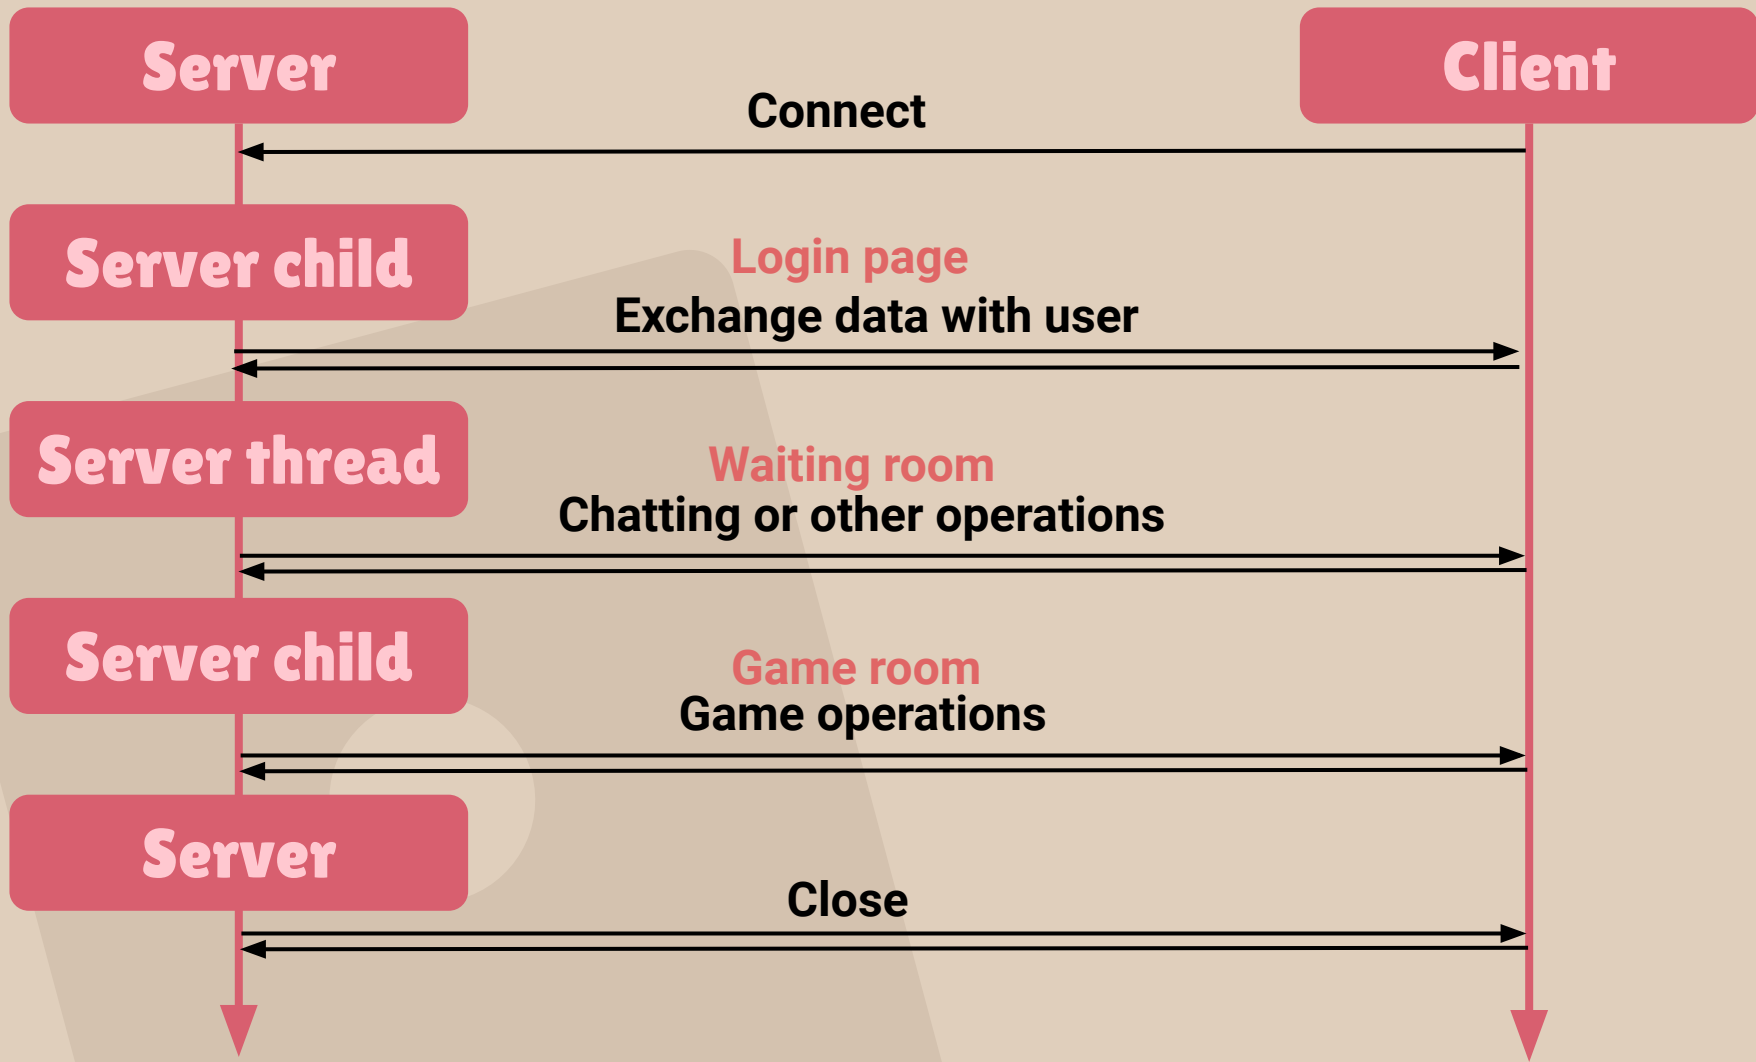 Server
Client
Connect
Server child
Login page
Exchange data with user
Server thread
Waiting room
Chatting or other operations
Server child
Game room
Game operations
Server
Close